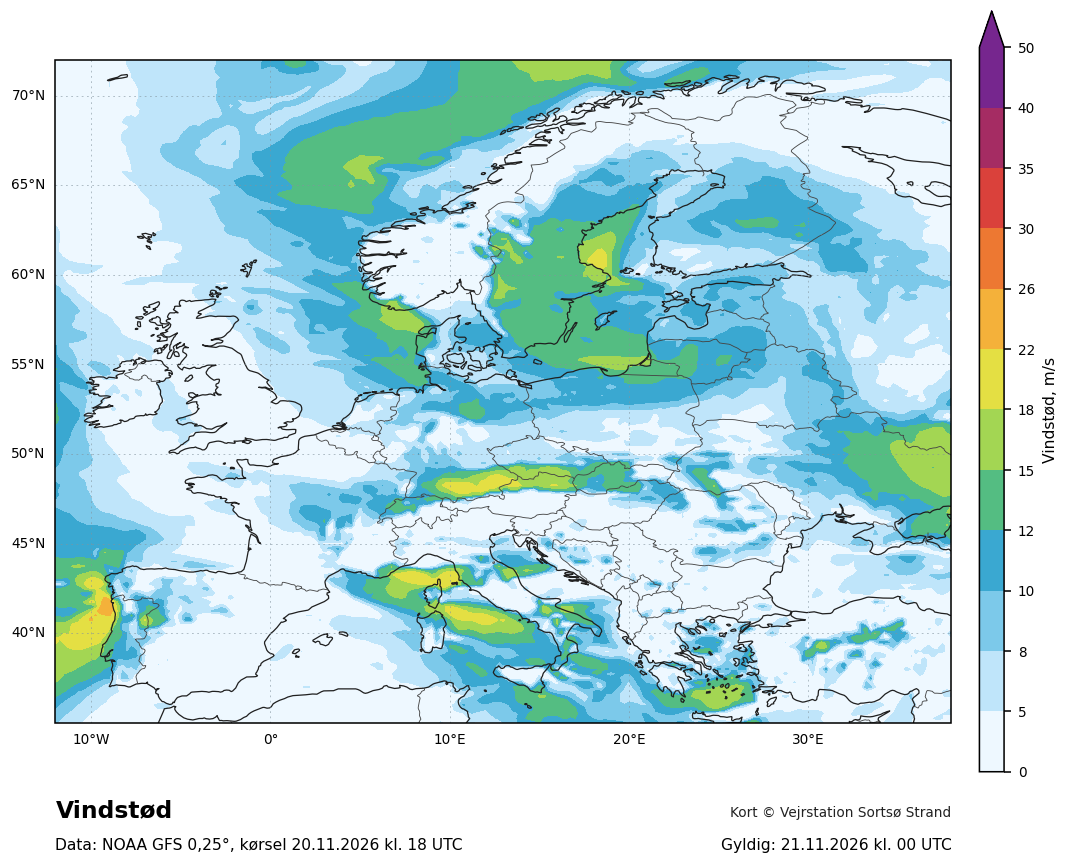 50
40
35
30
26
22
18
15
12
10
8
5
0
Vindstød, m/s
70°N
65°N
60°N
55°N
50°N
45°N
40°N
10°W
0°
10°E
20°E
30°E
Vindstød
Kort © Vejrstation Sortsø Strand
Data: NOAA GFS 0,25°, kørsel 20.11.2026 kl. 18 UTC
Gyldig: 21.11.2026 kl. 00 UTC